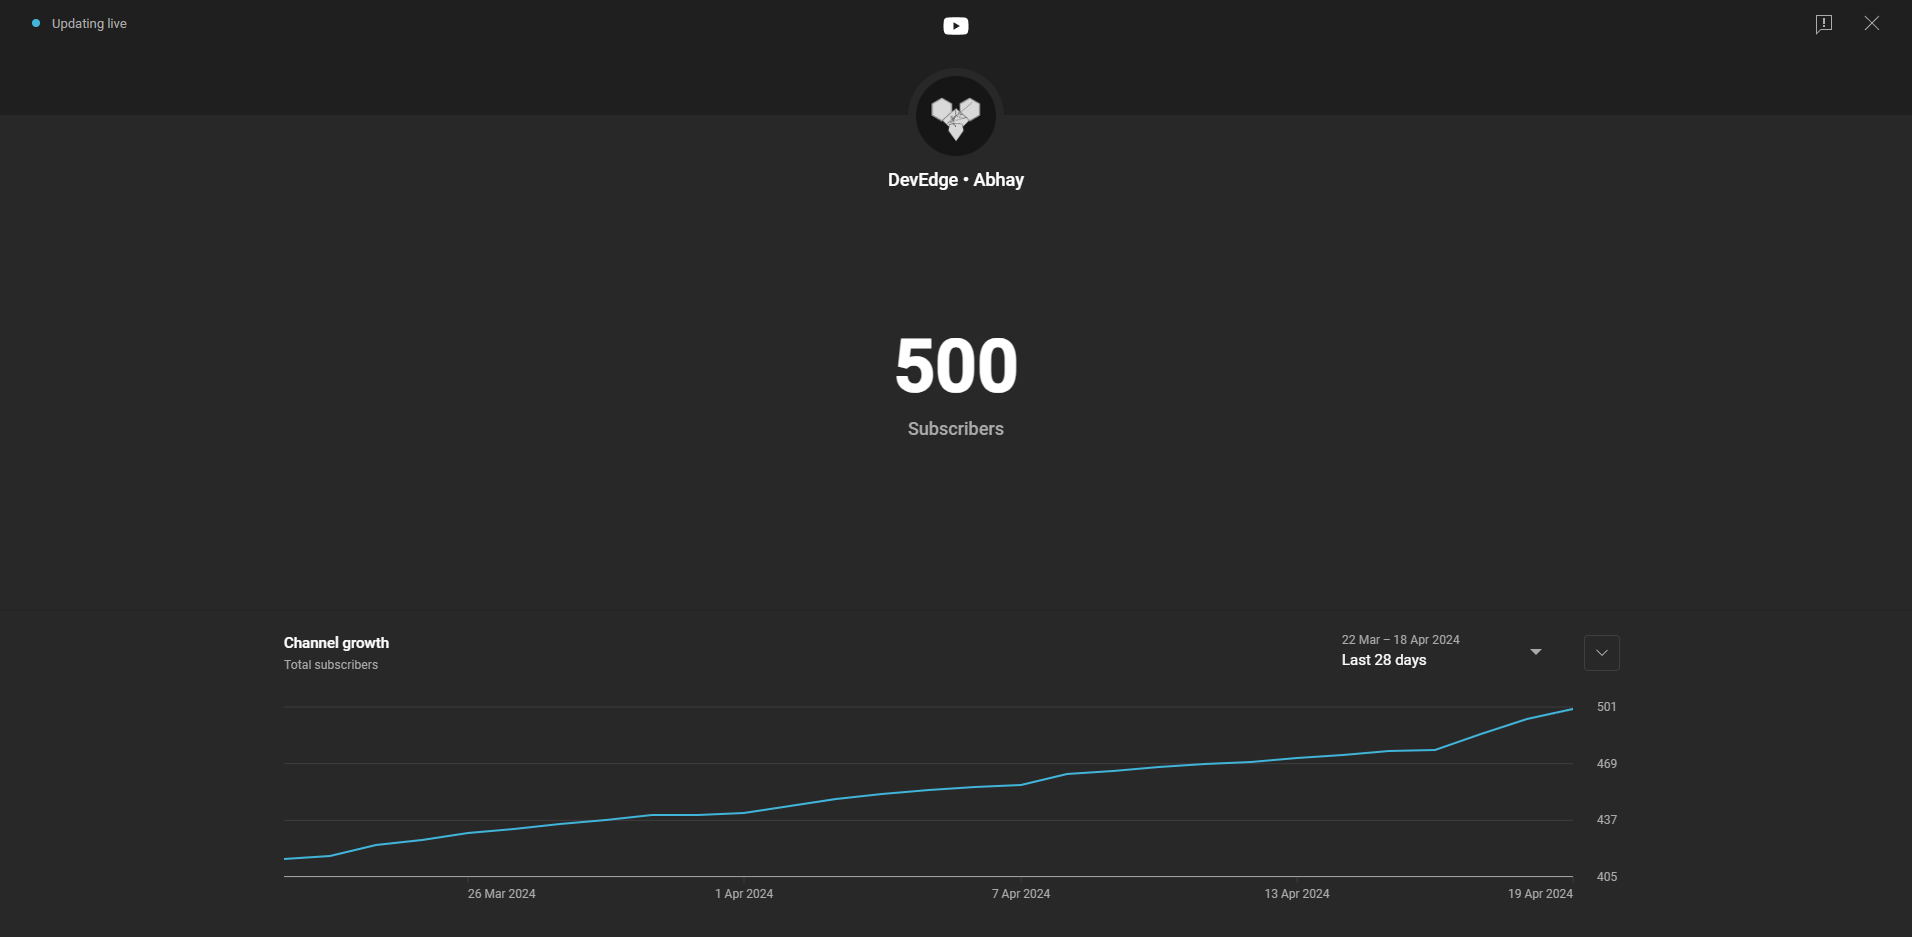 Updating live
DevEdge • Abhay
500
Subscribers
Channel growth
Total subscribers
22 Mar – 18 Apr 2024
Last 28 days
501
469
437
405
26 Mar 2024
1 Apr 2024
7 Apr 2024
13 Apr 2024
19 Apr 2024